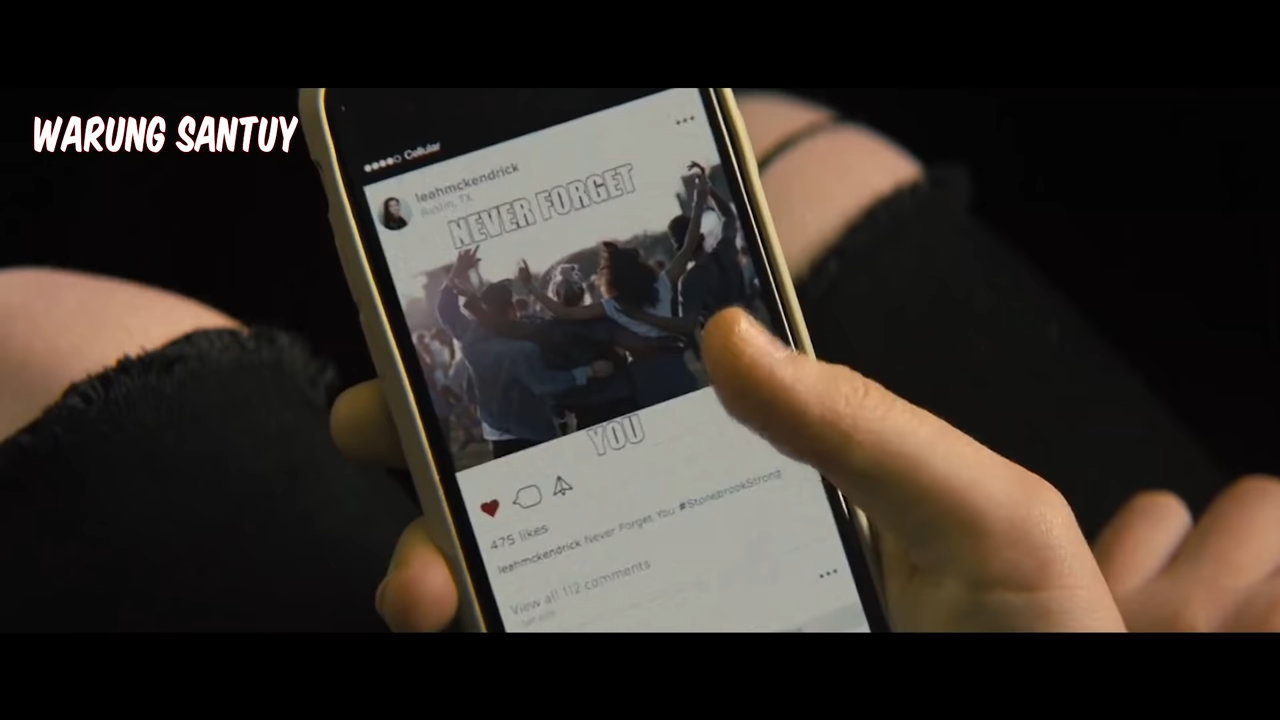 WARUNG SANTUY
Cellular
leahmckendrick
Austin, TX
NEVER FORGET
YOU
475 likes
leahmckendrick Never Forget You #StonebrookStrong
View all 112 comments